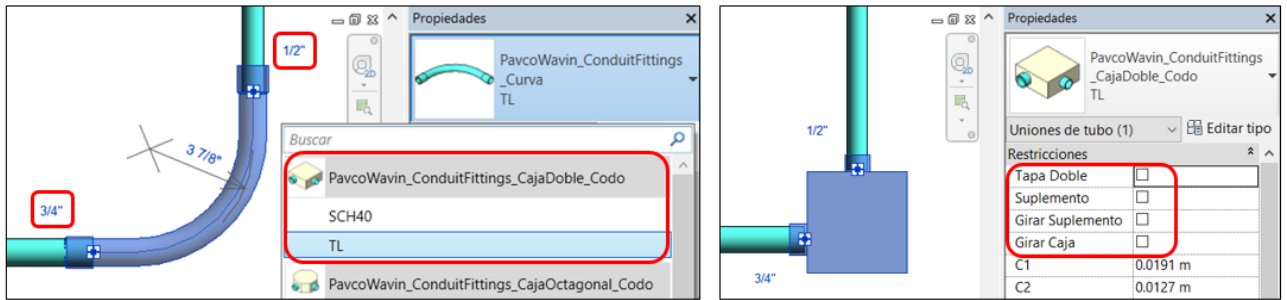 1/2"
3 7/8"
3/4"
Propiedades
2D
PavcoWavin_ConduitFittings
_Curva
TL
Buscar
PavcoWavin_ConduitFittings_CajaDoble_Codo
SCH40
TL
PavcoWavin_ConduitFittings_CajaOctagonal_Codo
1/2"
3/4"
Propiedades
2D
PavcoWavin_ConduitFittings
_CajaDoble_Codo
TL
Uniones de tubo (1)
Editar tipo
Restricciones
Tapa Doble
Suplemento
Girar Suplemento
Girar Caja
C1 0.0191 m
C2 0.0127 m